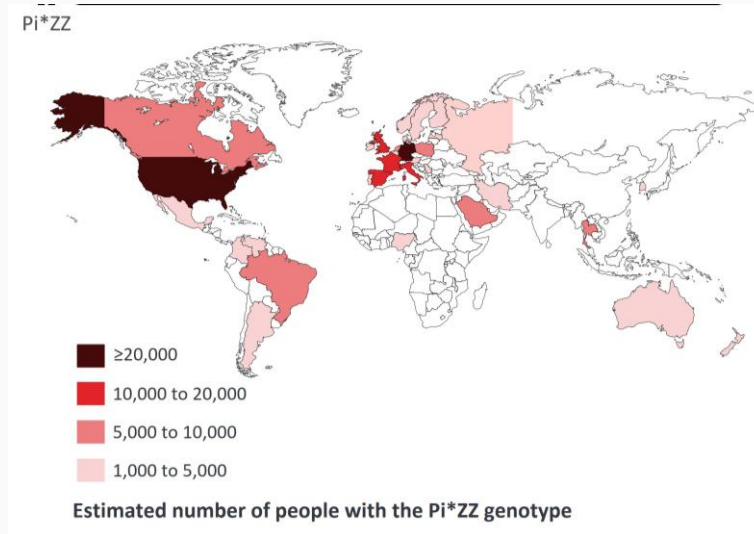 Pi*ZZ
≥20,000
10,000 to 20,000
5,000 to 10,000
1,000 to 5,000
Estimated number of people with the Pi*ZZ genotype